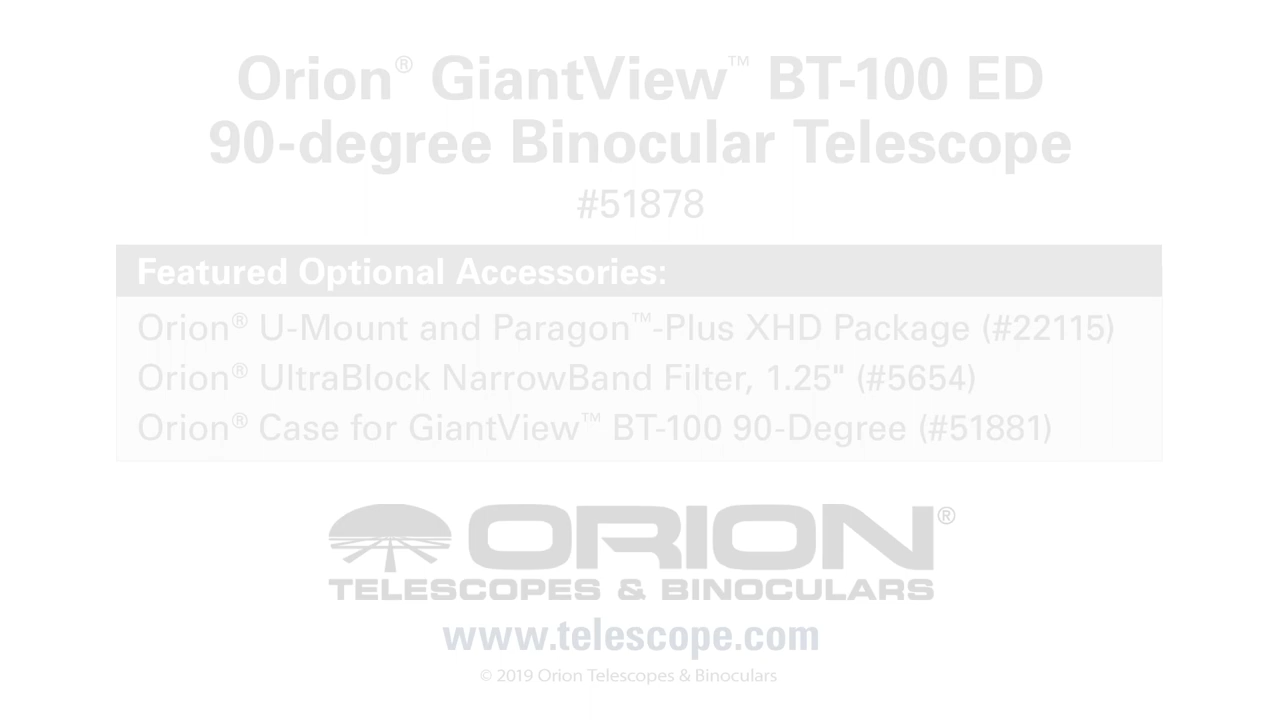 Orion® GiantView™ BT-100 ED
90-degree Binocular Telescope
#51878
Featured Optional Accessories:
Orion® U-Mount and Paragon™-Plus XHD Package (#22115)
Orion® UltraBlock NarrowBand Filter, 1.25" (#5654)
Orion® Case for GiantView™ BT-100 90-Degree (#51881)
ORION®
TELESCOPES & BINOCULARS
www.telescope.com
© 2019 Orion Telescopes & Binoculars